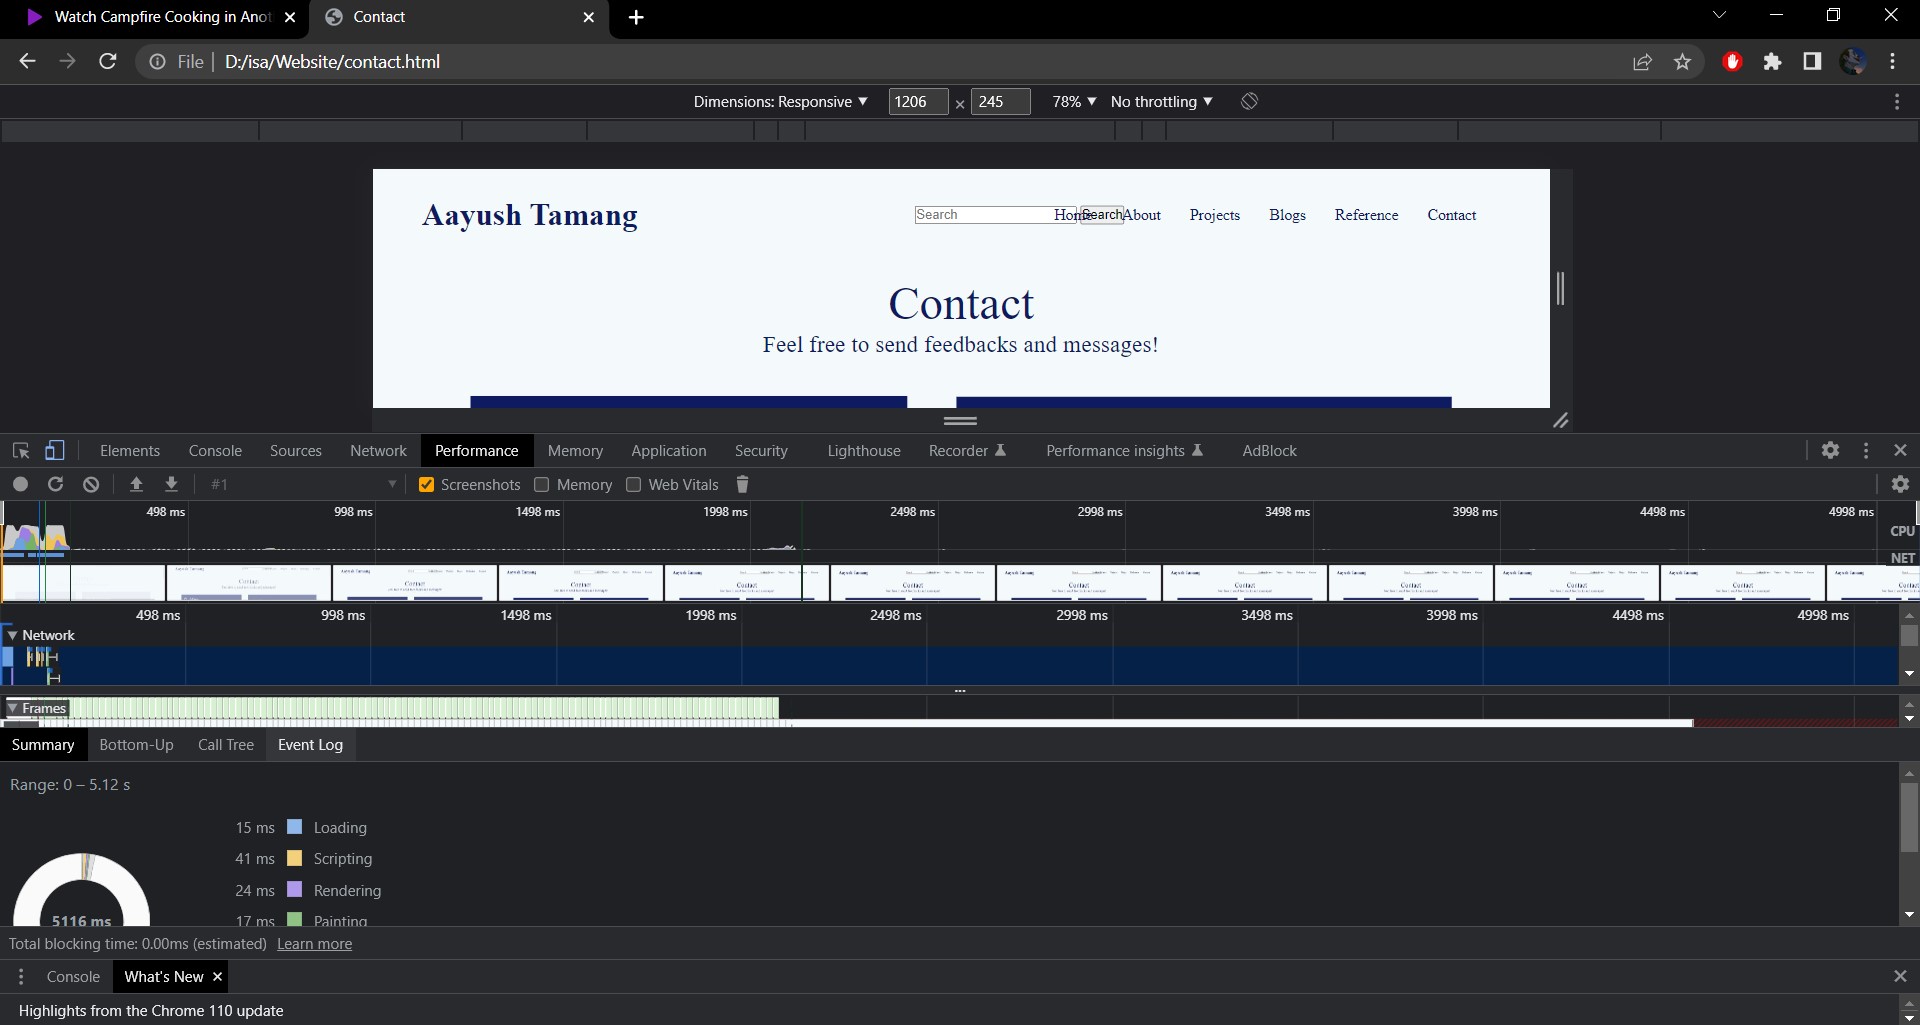 Watch Campfire Cooking in Anot
Contact
File
D:/isa/Website/contact.html
Dimensions: Responsive 1206 × 245 78% No throttling
Aayush Tamang
Search Home Search About Projects Blogs Reference Contact
Contact
Feel free to send feedbacks and messages!
Elements Console Sources Network Performance Memory Application Security Lighthouse Recorder Performance insights AdBlock
#1 Screenshots Memory Web Vitals
498 ms 998 ms 1498 ms 1998 ms 2498 ms 2998 ms 3498 ms 3998 ms 4498 ms 4998 ms
CPU
NET
498 ms 998 ms 1498 ms 1998 ms 2498 ms 2998 ms 3498 ms 3998 ms 4498 ms 4998 ms
Network
Frames
Summary Bottom-Up Call Tree Event Log
Range: 0 – 5.12 s
15 ms Loading
41 ms Scripting
24 ms Rendering
17 ms Painting
5116 ms
Total blocking time: 0.00ms (estimated) Learn more
Console What's New
Highlights from the Chrome 110 update